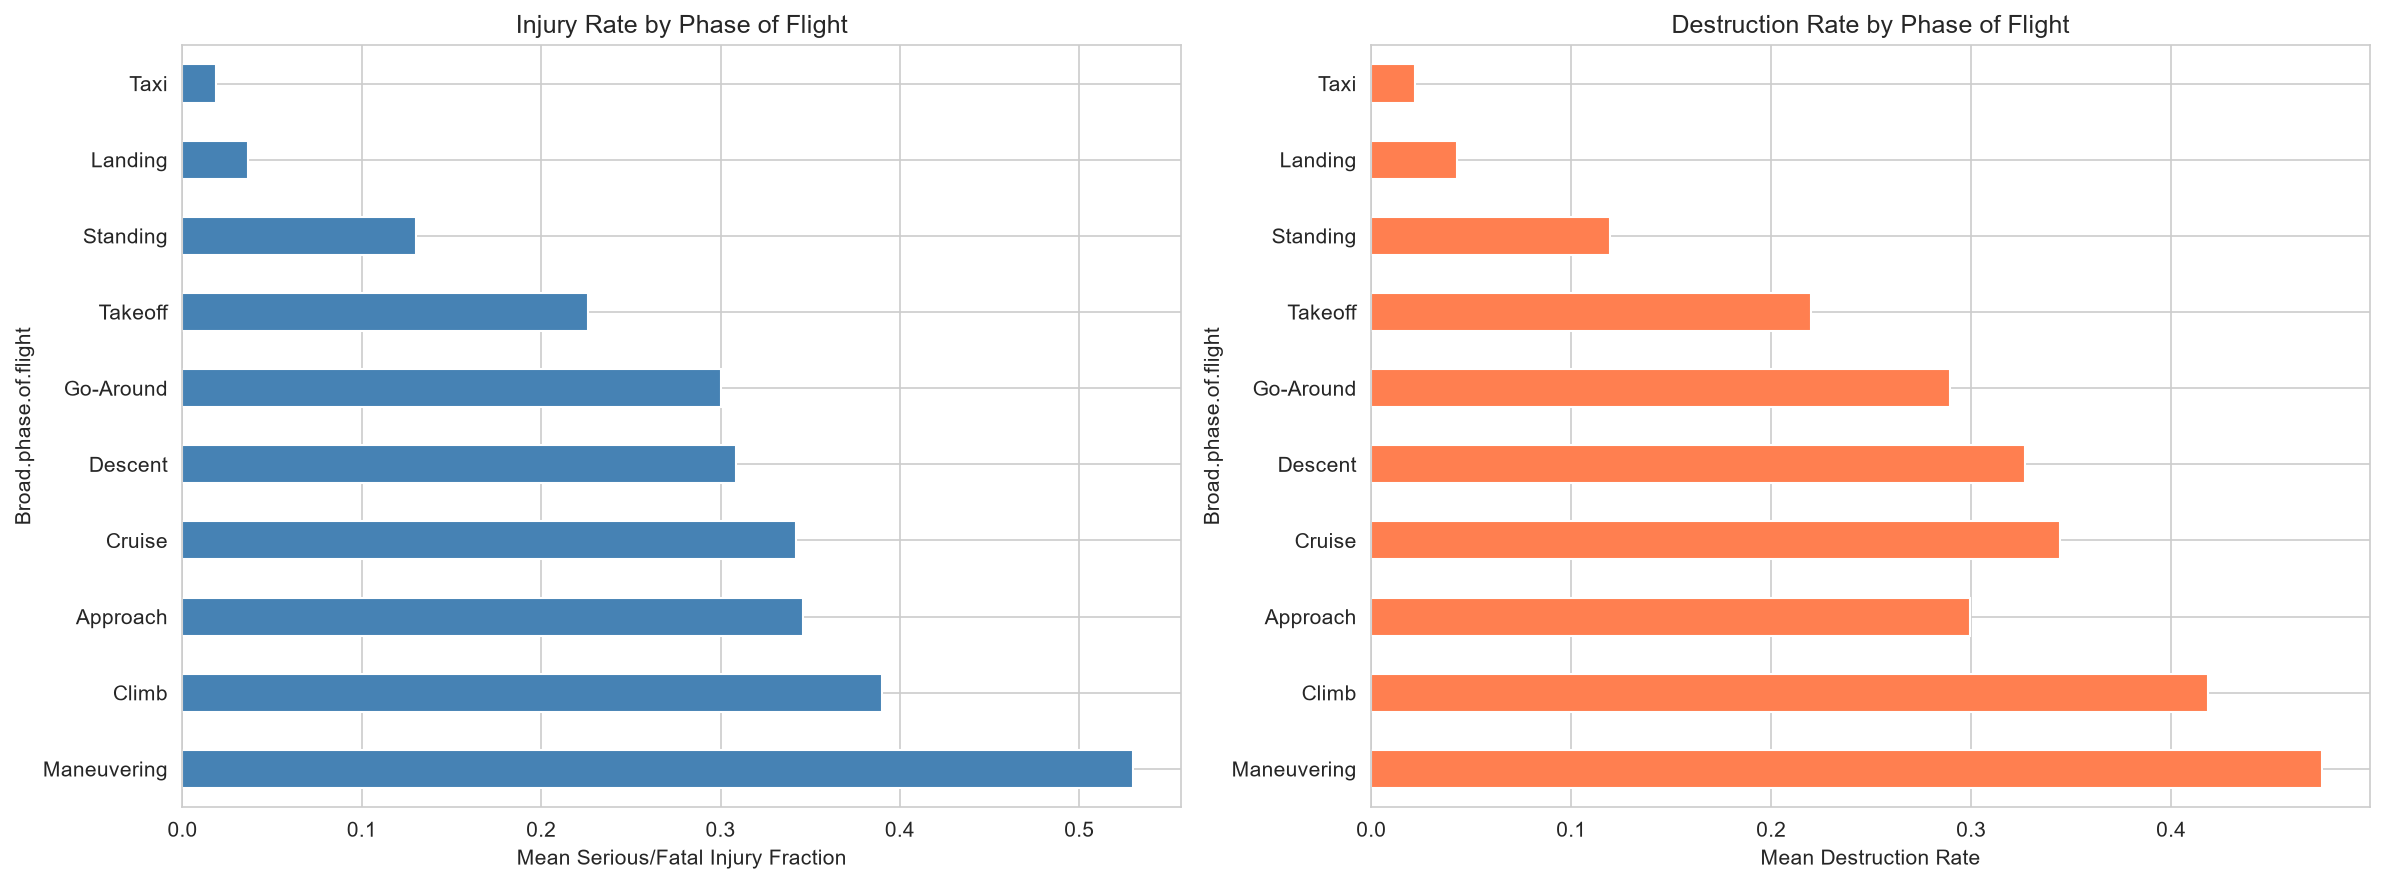 Injury Rate by Phase of Flight
Broad.phase.of.flight
Taxi
Landing
Standing
Takeoff
Go-Around
Descent
Cruise
Approach
Climb
Maneuvering
0.0 0.1 0.2 0.3 0.4 0.5
Mean Serious/Fatal Injury Fraction
Destruction Rate by Phase of Flight
Broad.phase.of.flight
Taxi
Landing
Standing
Takeoff
Go-Around
Descent
Cruise
Approach
Climb
Maneuvering
0.0 0.1 0.2 0.3 0.4
Mean Destruction Rate